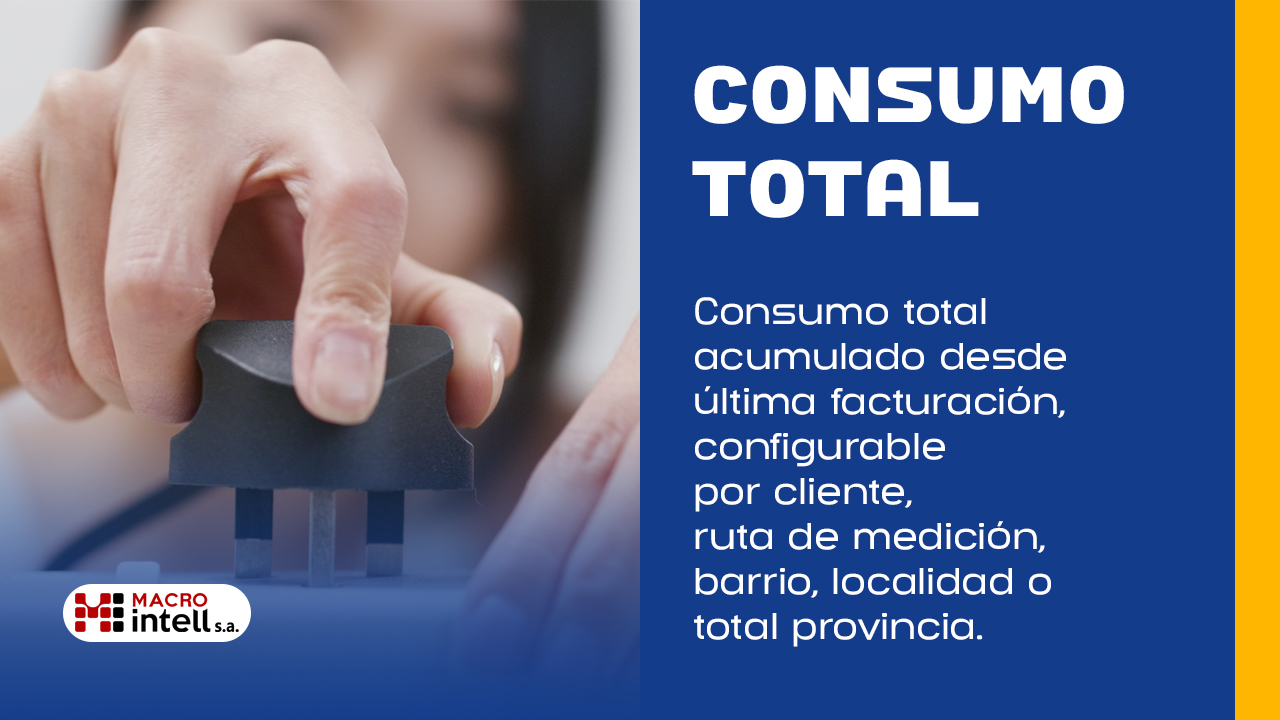 CONSUMO
TOTAL
Consumo total
acumulado desde
última facturación,
configurable
por cliente,
ruta de medición,
barrio, localidad o
total provincia.
MACRO
intell s.a.